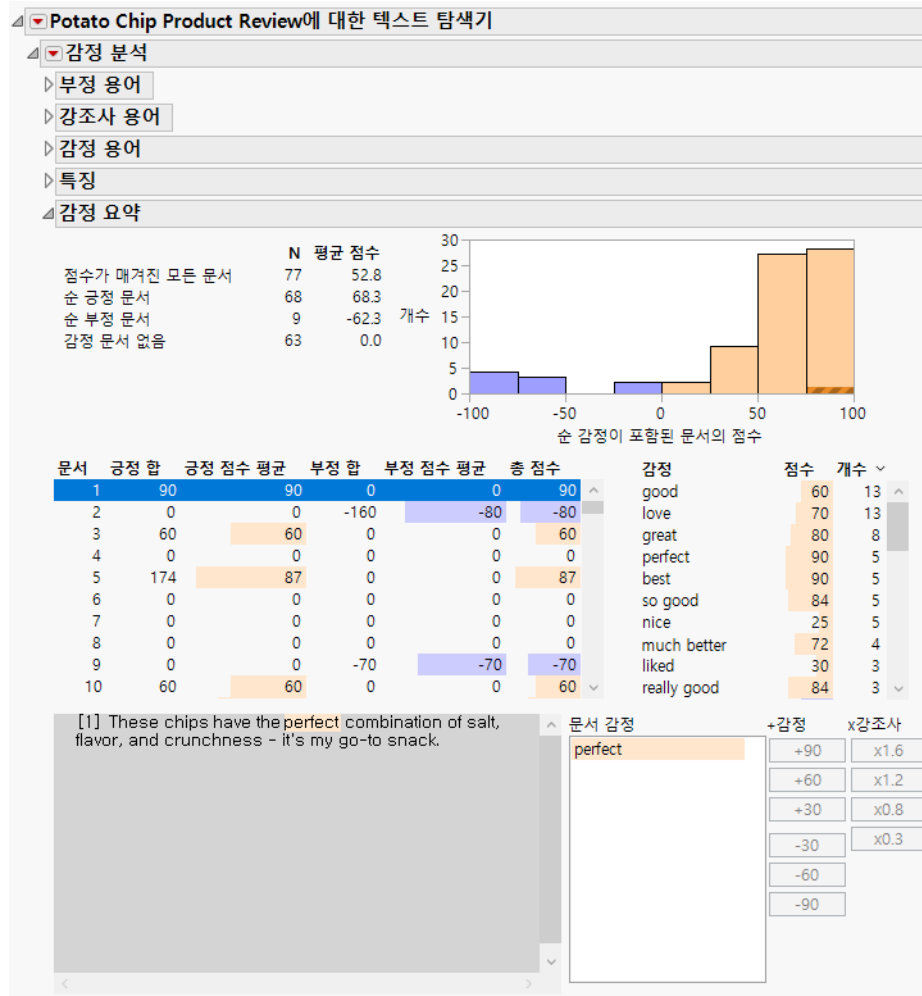 Potato Chip Product Review에 대한 텍스트 탐색기
감정 분석
부정 용어
강조사 용어
감정 용어
특징
감정 요약
N 평균 점수
점수가 매겨진 모든 문서 77 52.8
순 긍정 문서 68 68.3
순 부정 문서 9 -62.3
감정 문서 없음 63 0.0
개수
30
25
20
15
10
5
0
-100 -50 0 50 100
순 감정이 포함된 문서의 점수
문서 긍정 합 긍정 점수 평균 부정 합 부정 점수 평균 총 점수
1 90 90 0 0 90
2 0 0 -160 -80 -80
3 60 60 0 0 60
4 0 0 0 0 0
5 174 87 0 0 87
6 0 0 0 0 0
7 0 0 0 0 0
8 0 0 0 0 0
9 0 0 -70 -70 -70
10 60 60 0 0 60
감정 점수 개수
good 60 13
love 70 13
great 80 8
perfect 90 5
best 90 5
so good 84 5
nice 25 5
much better 72 4
liked 30 3
really good 84 3
[1] These chips have the perfect combination of salt,
flavor, and crunchness - it's my go-to snack.
문서 감정
perfect
+감정 x강조사
+90 x1.6
+60 x1.2
+30 x0.8
-30 x0.3
-60
-90